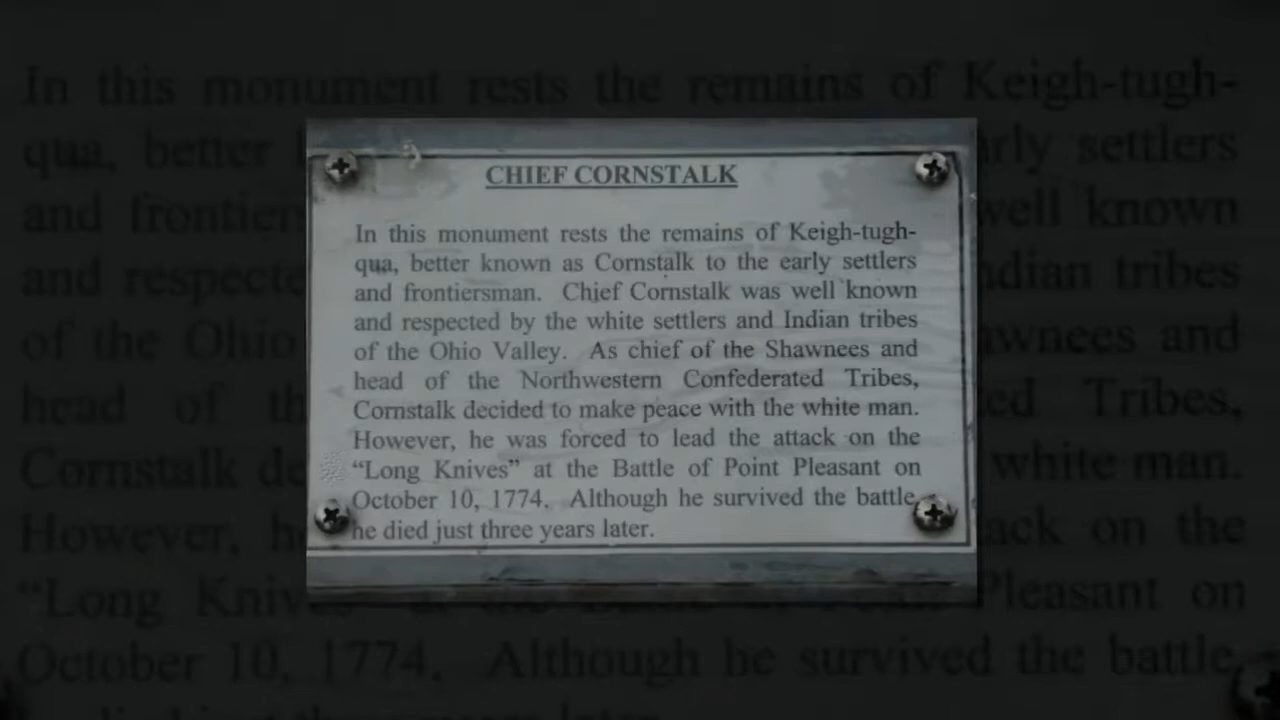 CHIEF CORNSTALK
In this monument rests the remains of Keigh-tugh-
qua, better known as Cornstalk to the early settlers
and frontiersman. Chief Cornstalk was well known
and respected by the white settlers and Indian tribes
of the Ohio Valley. As chief of the Shawnees and
head of the Northwestern Confederated Tribes,
Cornstalk decided to make peace with the white man.
However, he was forced to lead the attack on the
“Long Knives” at the Battle of Point Pleasant on
October 10, 1774. Although he survived the battle,
he died just three years later.